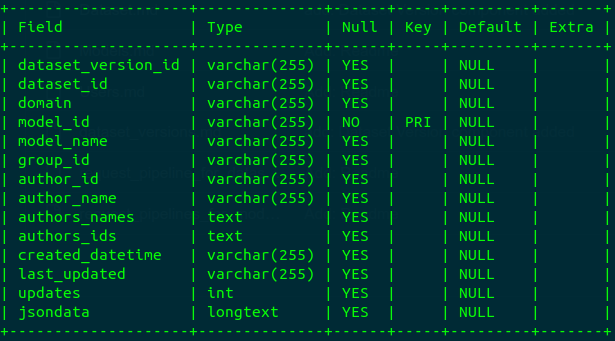 +--------------------+--------------+------+-----+---------+-------+
| Field              | Type         | Null | Key | Default | Extra |
+--------------------+--------------+------+-----+---------+-------+
| dataset_version_id | varchar(255) | YES  |     | NULL    |       |
| dataset_id         | varchar(255) | YES  |     | NULL    |       |
| domain             | varchar(255) | YES  |     | NULL    |       |
| model_id           | varchar(255) | NO   | PRI | NULL    |       |
| model_name         | varchar(255) | YES  |     | NULL    |       |
| group_id           | varchar(255) | YES  |     | NULL    |       |
| author_id          | varchar(255) | YES  |     | NULL    |       |
| author_name        | varchar(255) | YES  |     | NULL    |       |
| authors_names      | text         | YES  |     | NULL    |       |
| authors_ids        | text         | YES  |     | NULL    |       |
| created_datetime   | varchar(255) | YES  |     | NULL    |       |
| last_updated       | varchar(255) | YES  |     | NULL    |       |
| updates            | int          | YES  |     | NULL    |       |
| jsondata           | longtext     | YES  |     | NULL    |       |
+--------------------+--------------+------+-----+---------+-------+